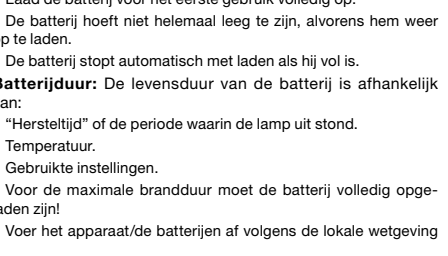 Laad de batterij voor het eerste gebruik volledig op.
De batterij hoeft niet helemaal leeg te zijn, alvorens hem weer
op te laden.
De batterij stopt automatisch met laden als hij vol is.
Batterijduur: De levensduur van de batterij is afhankelijk
van:
“Hersteltijd” of de periode waarin de lamp uit stond.
Temperatuur.
Gebruikte instellingen.
Voor de maximale brandduur moet de batterij volledig opge-
laden zijn!
Voer het apparaat/de batterijen af volgens de lokale wetgeving